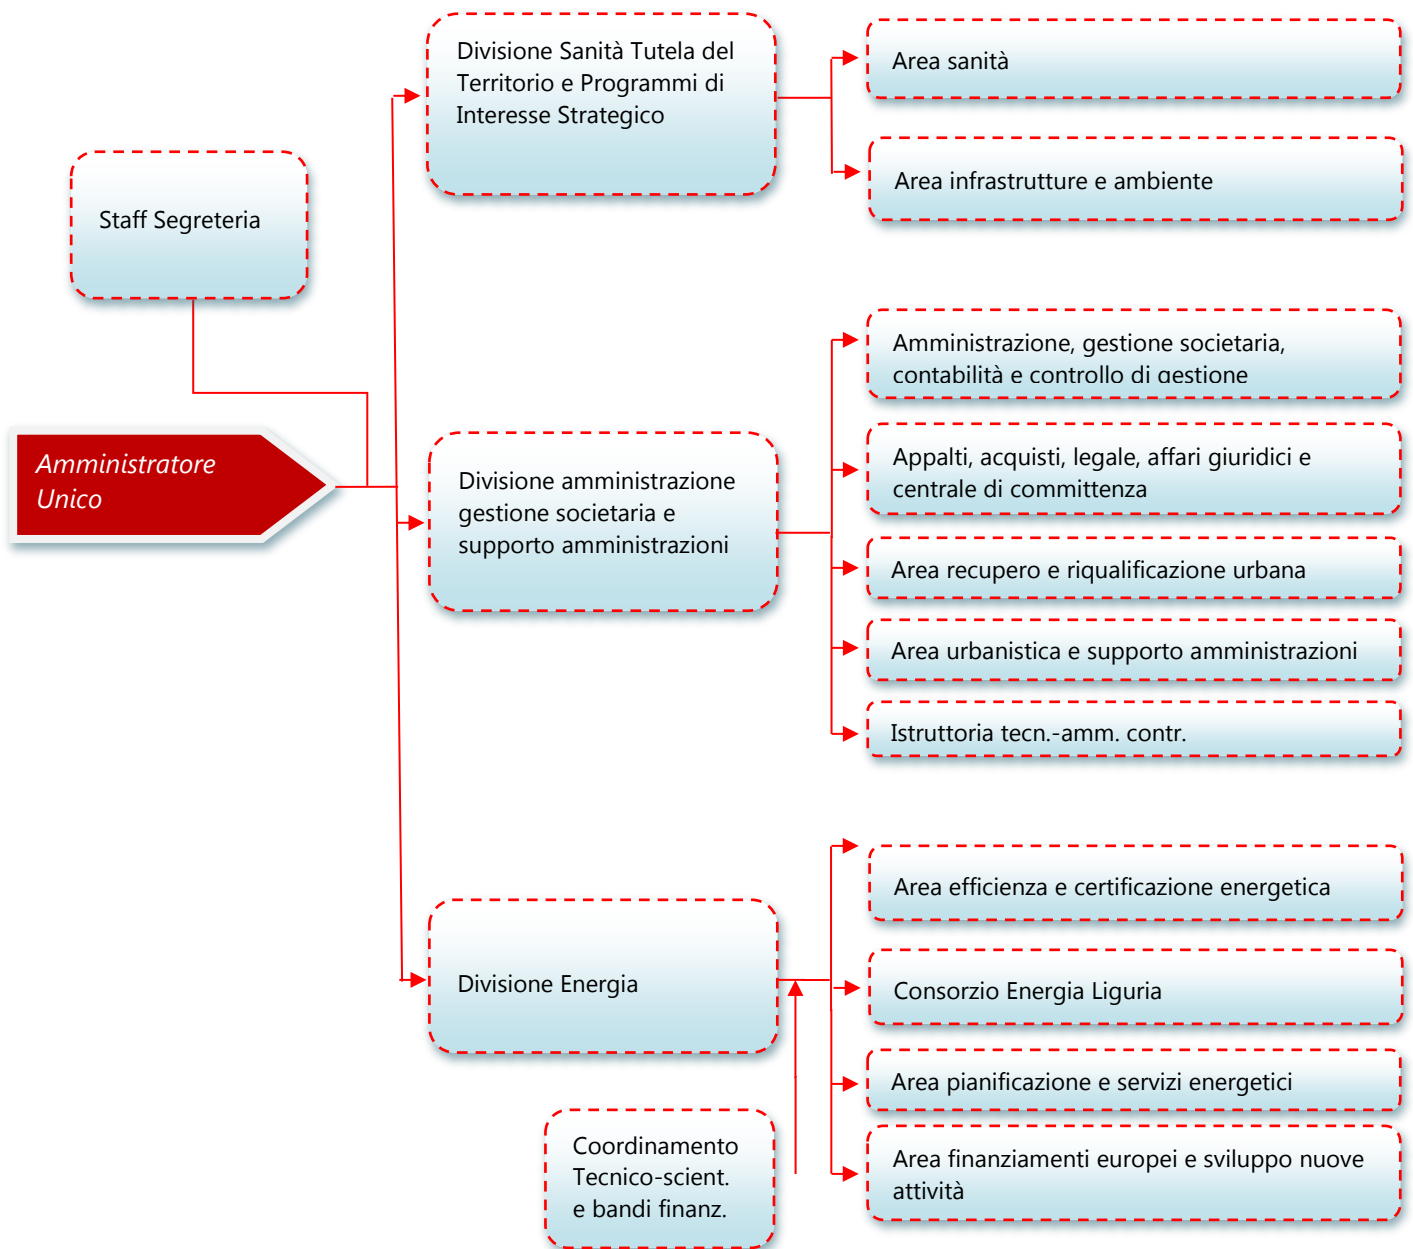 Divisione Sanità Tutela del
Territorio e Programmi di
Interesse Strategico
Area sanità
Area infrastrutture e ambiente
Staff Segreteria
Amministratore
Unico
Divisione amministrazione
gestione societaria e
supporto amministrazioni
Amministrazione, gestione societaria,
contabilità e controllo di gestione
Appalti, acquisti, legale, affari giuridici e
centrale di committenza
Area recupero e riqualificazione urbana
Area urbanistica e supporto amministrazioni
Istruttoria tecn.-amm. contr.
Divisione Energia
Area efficienza e certificazione energetica
Consorzio Energia Liguria
Area pianificazione e servizi energetici
Area finanziamenti europei e sviluppo nuove
attività
Coordinamento
Tecnico-scient.
e bandi finanz.